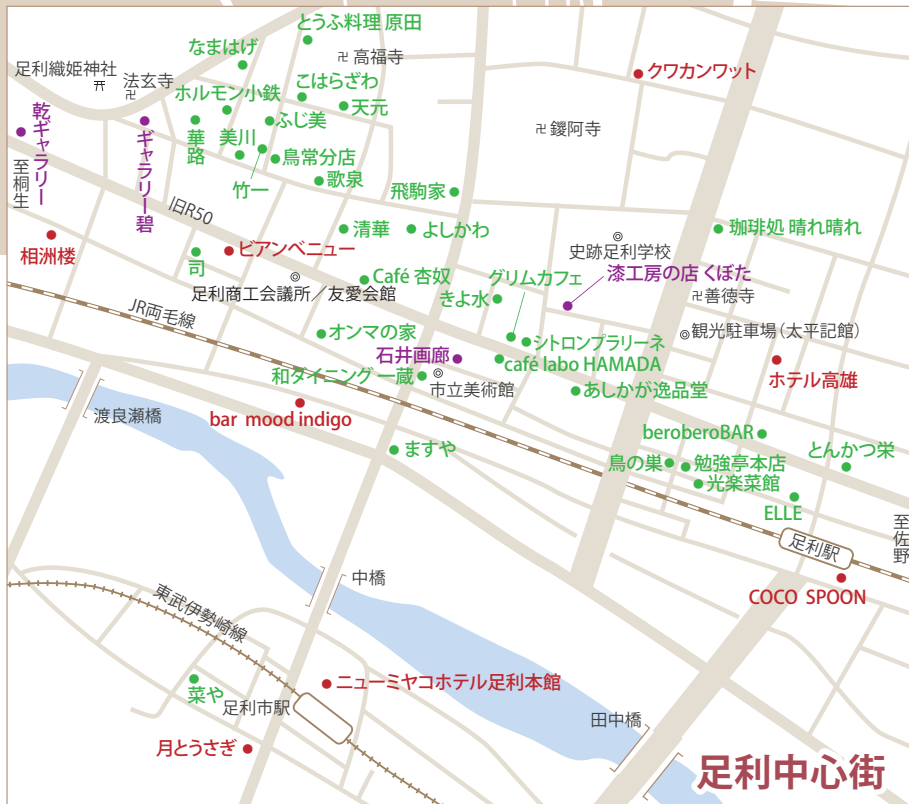 とうふ料理 原田
なまはげ
卍 高福寺
足利織姫神社
法玄寺
卍
クワカンワット
こはらざわ
ホルモン小鉄
天元
乾ギャラリー
ギャラリー碧
華路
美川
ふじ美
鳥常分店
卍 鑁阿寺
至桐生
竹一
歌泉
飛駒家
旧R50
清華
よしかわ
珈琲処 晴れ晴れ
相洲楼
司
ビアンベニュー
史跡足利学校
漆工房の店 くぼた
Café 杏奴
グリムカフェ
足利商工会議所／友愛会館
きよ水
卍善徳寺
JR両毛線
オンマの家
シトロンプラリーネ
観光駐車場（太平記館）
石井画廊
café labo HAMADA
和ダイニング 一蔵
市立美術館
ホテル高雄
あしかが逸品堂
渡良瀬橋
bar mood indigo
beroberoBAR
ますや
とんかつ栄
鳥の巣
勉強亭本店
光楽菜館
ELLE
至佐野
足利駅
中橋
COCO SPOON
東武伊勢崎線
菜や
ニューミヤコホテル足利本館
足利市駅
田中橋
月とうさぎ
足利中心街